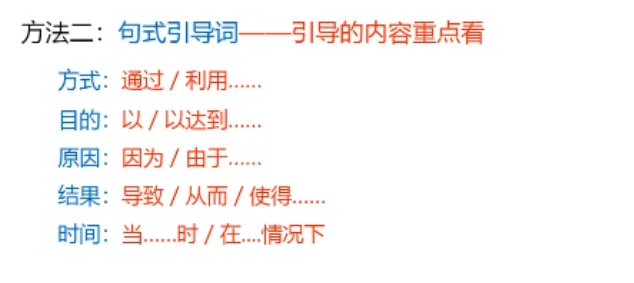 方法二：句式引导词——引导的内容重点看
方式：通过 / 利用……
目的：以 / 以达到……
原因：因为 / 由于……
结果：导致 / 从而 / 使得……
时间：当……时 / 在....情况下